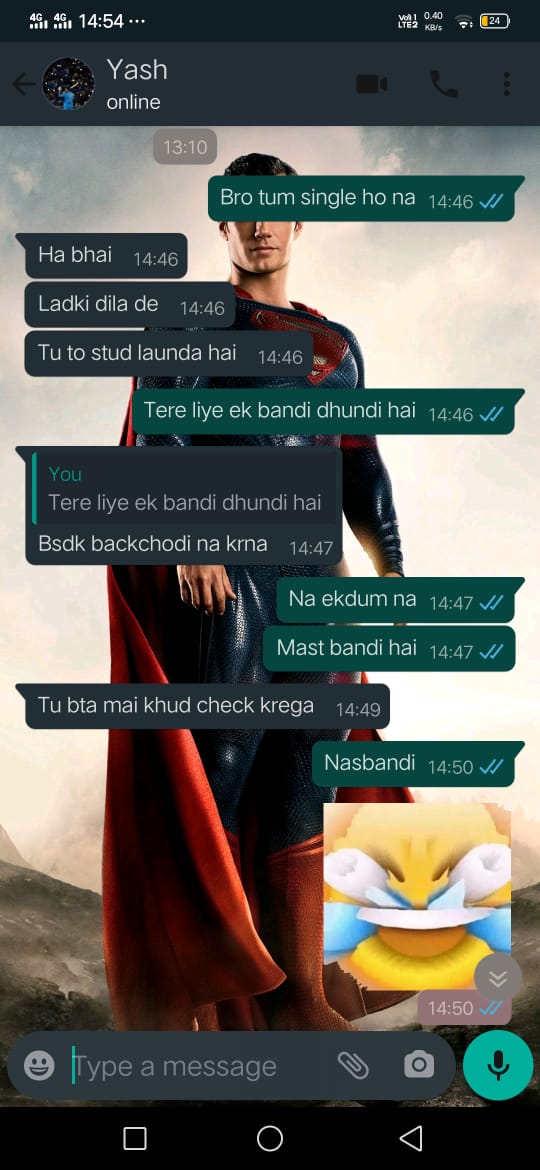 4G 4G 14:54 ··· Vo)) 1 LTE2 0.40 KB/s 24
Yash
online
13:10
Bro tum single ho na 14:46
Ha bhai 14:46
Ladki dila de 14:46
Tu to stud launda hai 14:46
Tere liye ek bandi dhundi hai 14:46
You
Tere liye ek bandi dhundi hai
Bsdk backchodi na krna 14:47
Na ekdum na 14:47
Mast bandi hai 14:47
Tu bta mai khud check krega 14:49
Nasbandi 14:50
14:50
Type a message